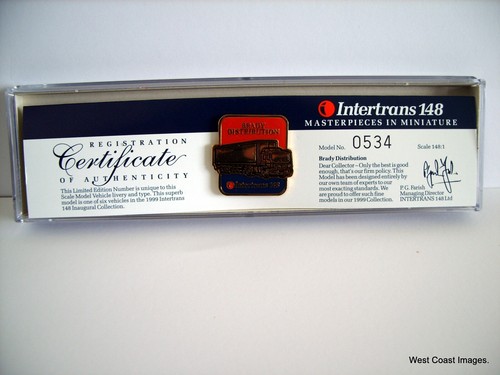 REGISTRATION
Certificate
OF AUTHENTICITY
This Limited Edition Number is unique to this
Scale Model Vehicle livery and type. This superb
model is one of six vehicles in the 1999 Intertrans
148 Inaugural Collection.
BRADY
DISTRIBUTION
Intertrans 148
Intertrans 148
MASTERPIECES IN MINIATURE
Model No. 0534 Scale 148:1
Brady Distribution
Dear Collector - Only the best is good
enough, that's our firm policy. This
Model has been designed entirely by
our own team of experts to our
most exacting standards. We
are proud to offer such fine
models in our 1999 Collection.
P.G. Farish
Managing Director
INTERTRANS 148 Ltd
West Coast Images.